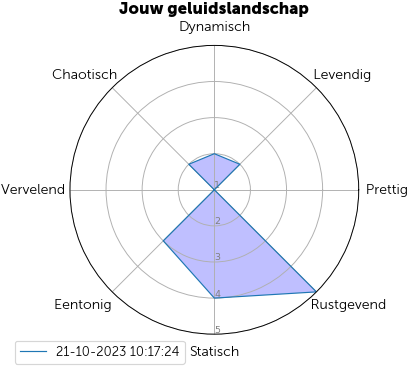 Jouw geluidslandschap
Dynamisch
Chaotisch
Levendig
Vervelend
Prettig
1
2
3
4
5
Eentonig
Rustgevend
21-10-2023 10:17:24
Statisch